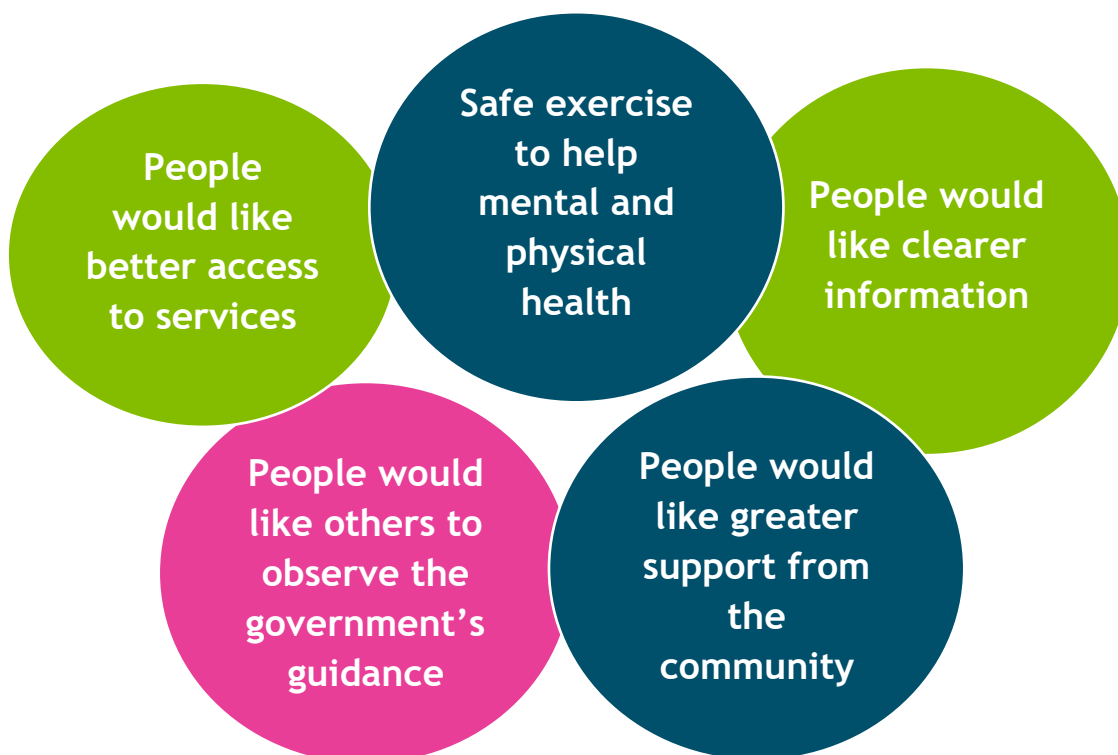 People
would like
better access
to services
Safe exercise
to help
mental and
physical
health
People would
like clearer
information
People would
like others to
observe the
government’s
guidance
People would
like greater
support from
the
community